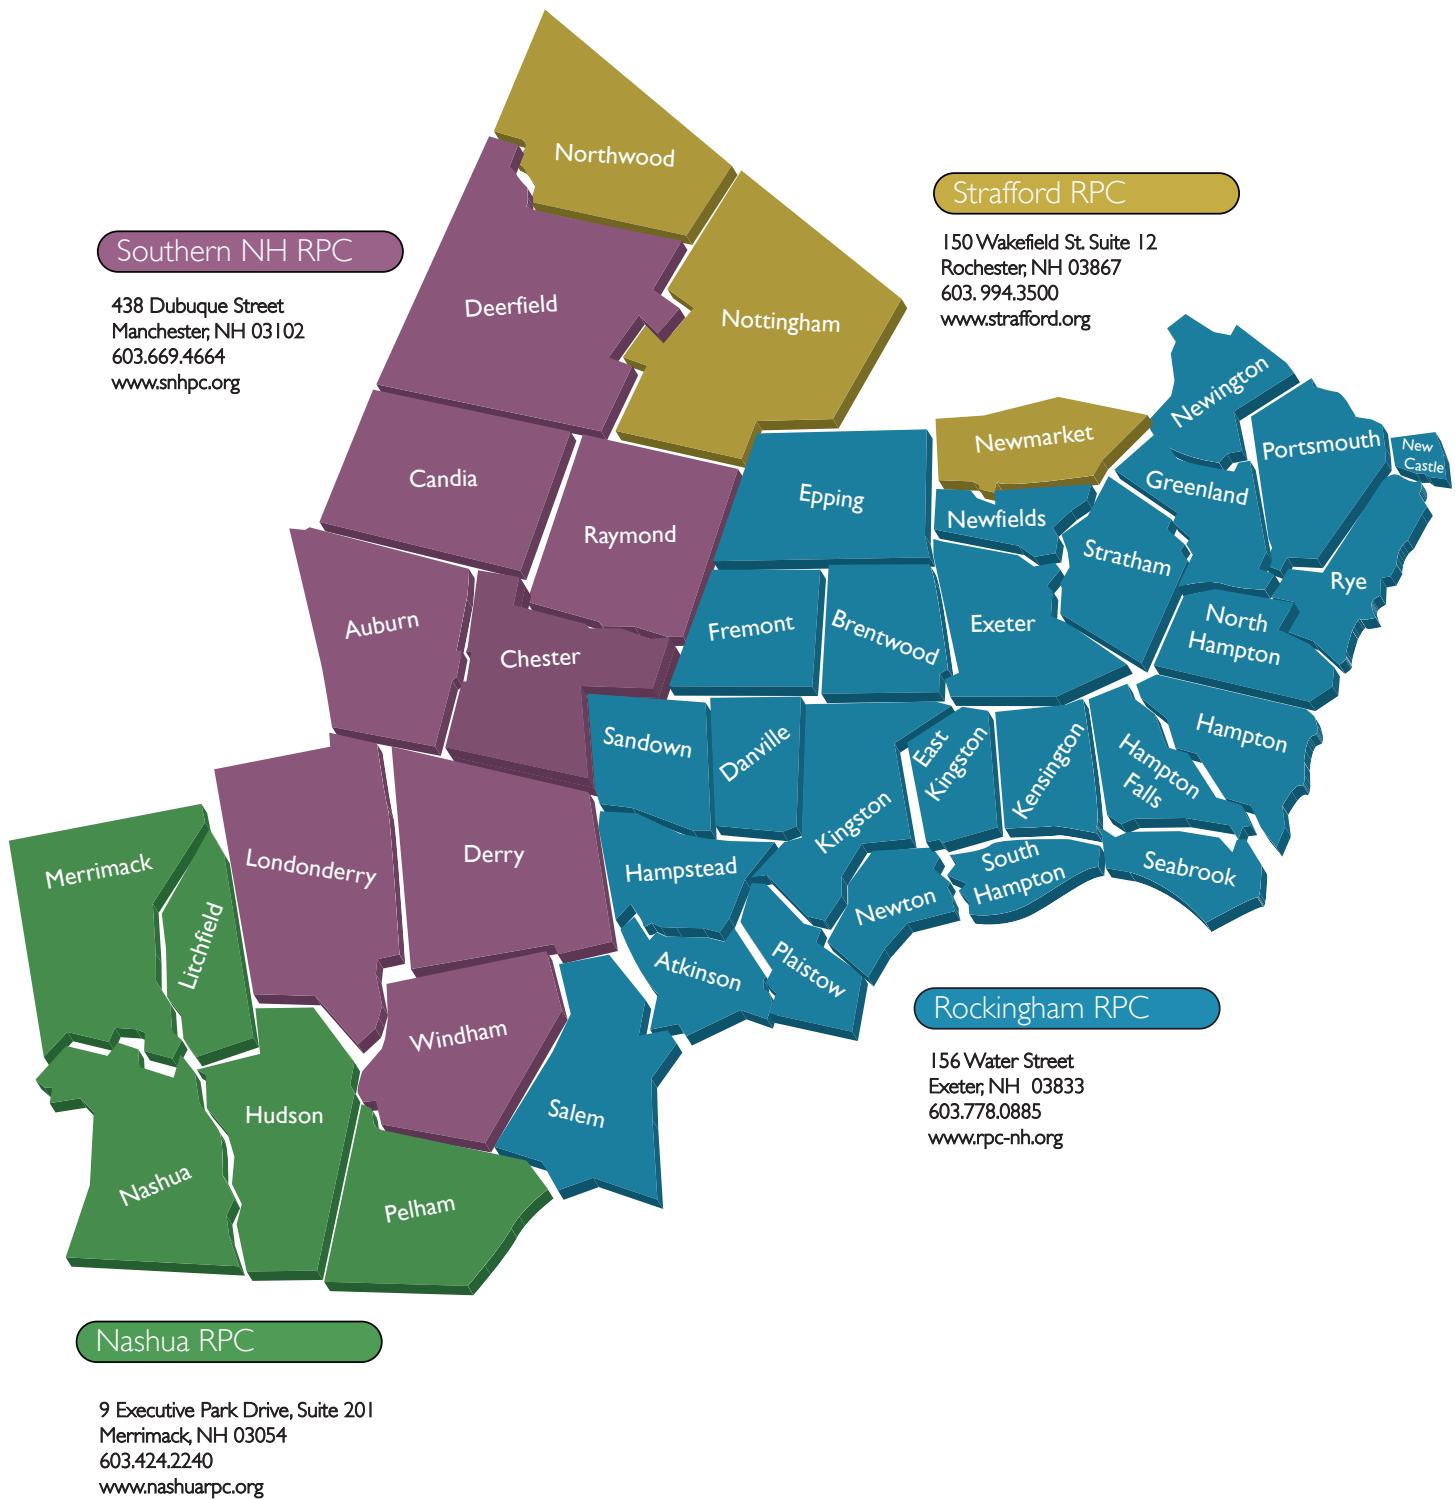 Northwood
Strafford RPC
150 Wakefield St. Suite 12
Rochester, NH 03867
603. 994.3500
www.strafford.org
Southern NH RPC
438 Dubuque Street
Manchester, NH 03102
603.669.4664
www.snhpc.org
Deerfield
Nottingham
Newington
Newmarket
Portsmouth
New
Castle
Candia
Epping
Greenland
Newfields
Raymond
Stratham
Rye
Auburn
Fremont
Brentwood
Exeter
North
Hampton
Chester
Sandown
Danville
East
Kingston
Kensington
Hampton
Falls
Hampton
Kingston
Merrimack
Londonderry
Derry
Hampstead
South
Hampton
Seabrook
Newton
Litchfield
Atkinson
Plaistow
Windham
Rockingham RPC
156 Water Street
Exeter, NH 03833
603.778.0885
www.rpc-nh.org
Hudson
Salem
Nashua
Pelham
Nashua RPC
9 Executive Park Drive, Suite 201
Merrimack, NH 03054
603.424.2240
www.nashuarpc.org